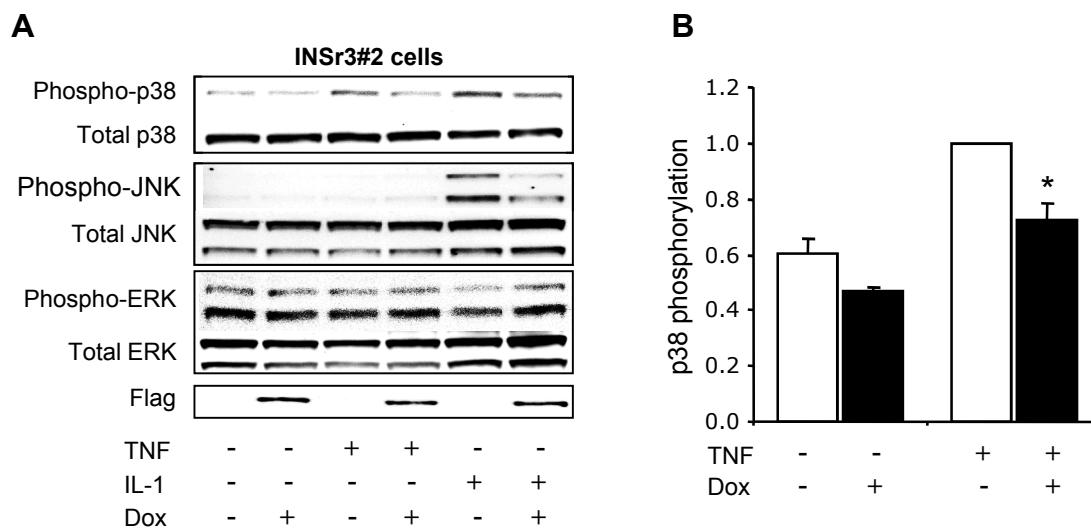 A
INSr3#2 cells
Phospho-p38
Total p38
Phospho-JNK
Total JNK
Phospho-ERK
Total ERK
Flag
TNF - - + + - -
IL-1 - - - - + +
Dox - + - + - +
B
p38 phosphorylation
1.2
1.0
0.8
0.6
0.4
0.2
0.0
*
TNF - - + +
Dox - + - +